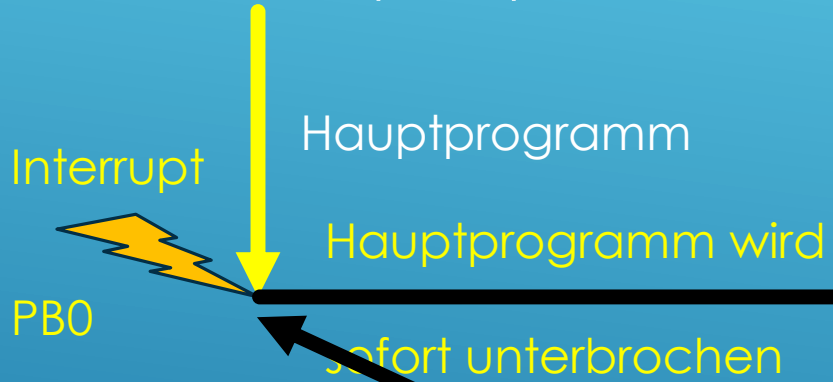 Hauptprogramm
Interrupt
Hauptprogramm wird
PB0
sofort unterbrochen